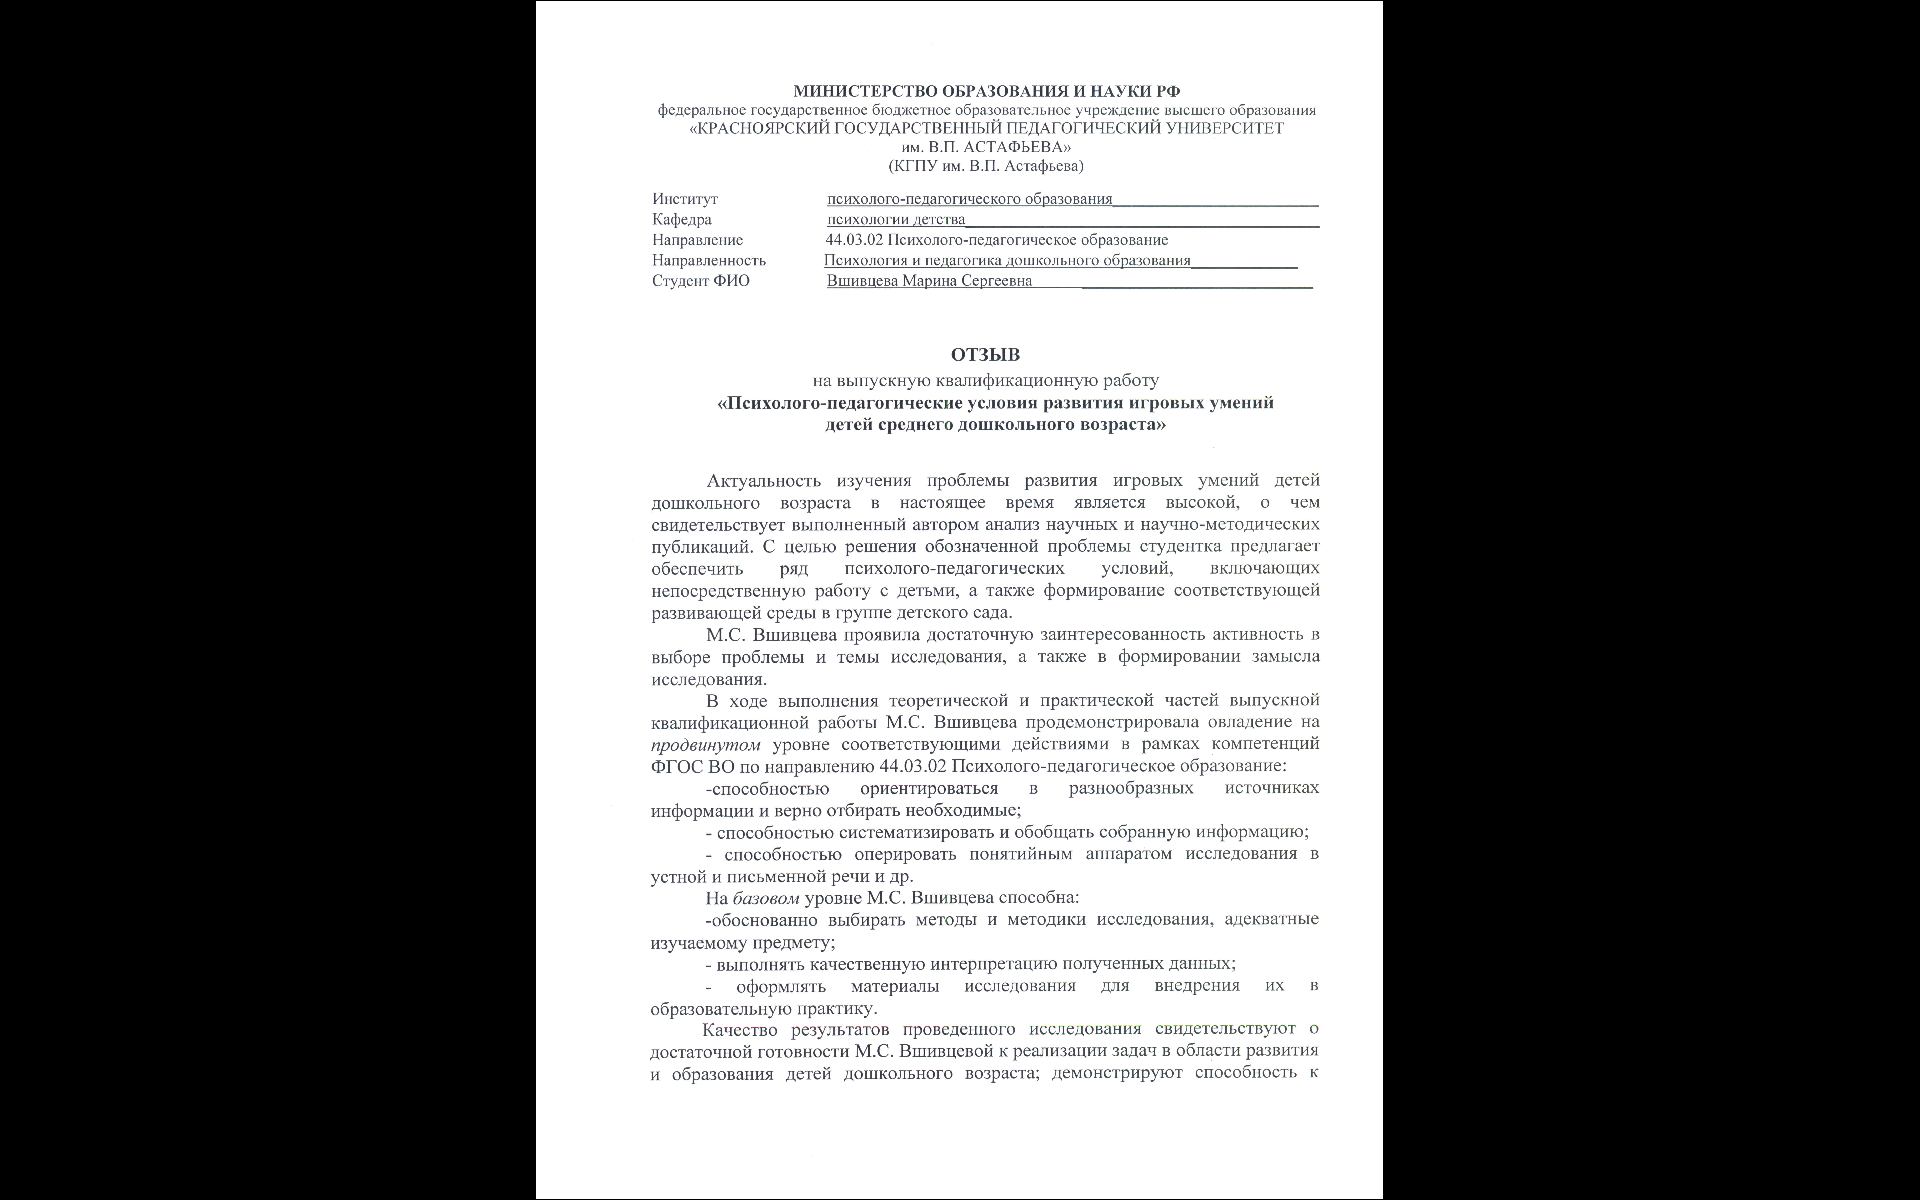 МИНИСТЕРСТВО ОБРАЗОВАНИЯ И НАУКИ РФ
федеральное государственное бюджетное образовательное учреждение высшего образования
«КРАСНОЯРСКИЙ ГОСУДАРСТВЕННЫЙ ПЕДАГОГИЧЕСКИЙ УНИВЕРСИТЕТ
им. В.П. АСТАФЬЕВА»
(КГПУ им. В.П. Астафьева)
Институт психолого-педагогического образования
Кафедра психологии детства
Направление 44.03.02 Психолого-педагогическое образование
Направленность Психология и педагогика дошкольного образования
Студент ФИО Вшивцева Марина Сергеевна
ОТЗЫВ
на выпускную квалификационную работу
«Психолого-педагогические условия развития игровых умений
детей среднего дошкольного возраста»
Актуальность изучения проблемы развития игровых умений детей
дошкольного возраста в настоящее время является высокой, о чем
свидетельствует выполненный автором анализ научных и научно-методических
публикаций. С целью решения обозначенной проблемы студентка предлагает
обеспечить ряд психолого-педагогических условий, включающих
непосредственную работу с детьми, а также формирование соответствующей
развивающей среды в группе детского сада.
М.С. Вшивцева проявила достаточную заинтересованность активность в
выборе проблемы и темы исследования, а также в формировании замысла
исследования.
В ходе выполнения теоретической и практической частей выпускной
квалификационной работы М.С. Вшивцева продемонстрировала овладение на
продвинутом уровне соответствующими действиями в рамках компетенций
ФГОС ВО по направлению 44.03.02 Психолого-педагогическое образование:
-способностью ориентироваться в разнообразных источниках
информации и верно отбирать необходимые;
- способностью систематизировать и обобщать собранную информацию;
- способностью оперировать понятийным аппаратом исследования в
устной и письменной речи и др.
На базовом уровне М.С. Вшивцева способна:
-обоснованно выбирать методы и методики исследования, адекватные
изучаемому предмету;
- выполнять качественную интерпретацию полученных данных;
- оформлять материалы исследования для внедрения их в
образовательную практику.
Качество результатов проведенного исследования свидетельствуют о
достаточной готовности М.С. Вшивцевой к реализации задач в области развития
и образования детей дошкольного возраста; демонстрируют способность к